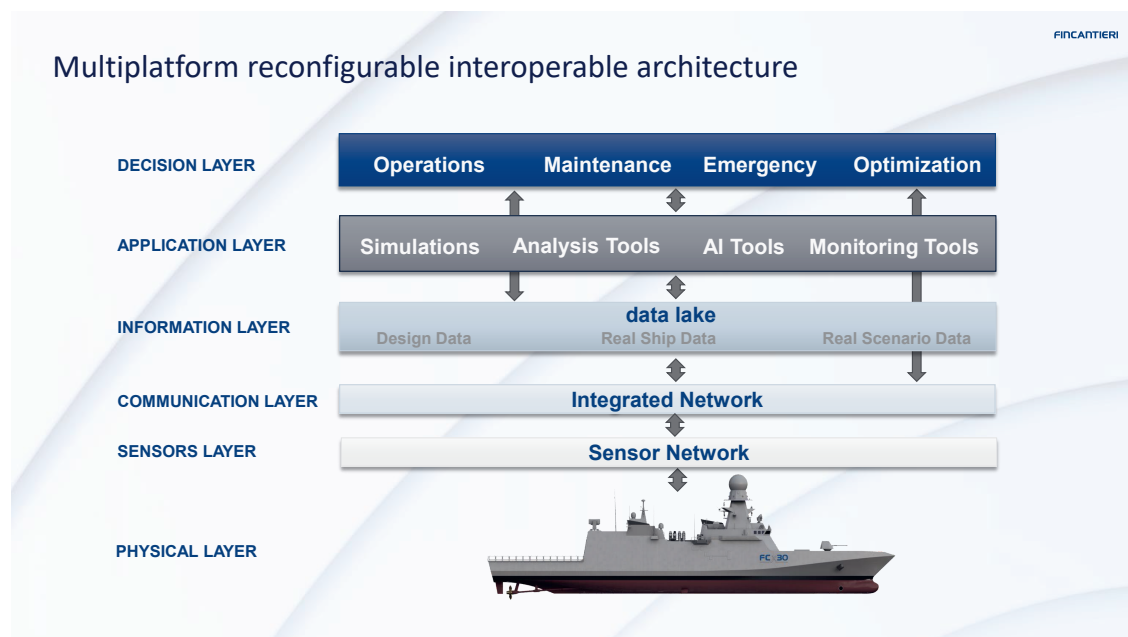 FINCANTIERI
Multiplatform reconfigurable interoperable architecture
DECISION LAYER
Operations Maintenance Emergency Optimization
APPLICATION LAYER
Simulations Analysis Tools AI Tools Monitoring Tools
INFORMATION LAYER
data lake
Design Data Real Ship Data Real Scenario Data
COMMUNICATION LAYER
Integrated Network
SENSORS LAYER
Sensor Network
PHYSICAL LAYER